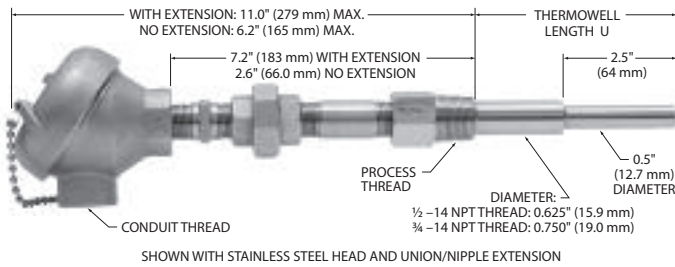 WITH EXTENSION: 11.0" (279 mm) MAX.
NO EXTENSION: 6.2" (165 mm) MAX.
THERMOWELL
LENGTH U
7.2" (183 mm) WITH EXTENSION
2.6" (66.0 mm) NO EXTENSION
2.5"
(64 mm)
PROCESS
THREAD
0.5"
(12.7 mm)
DIAMETER
DIAMETER:
½ –14 NPT THREAD: 0.625" (15.9 mm)
¾ –14 NPT THREAD: 0.750" (19.0 mm)
CONDUIT THREAD
SHOWN WITH STAINLESS STEEL HEAD AND UNION/NIPPLE EXTENSION